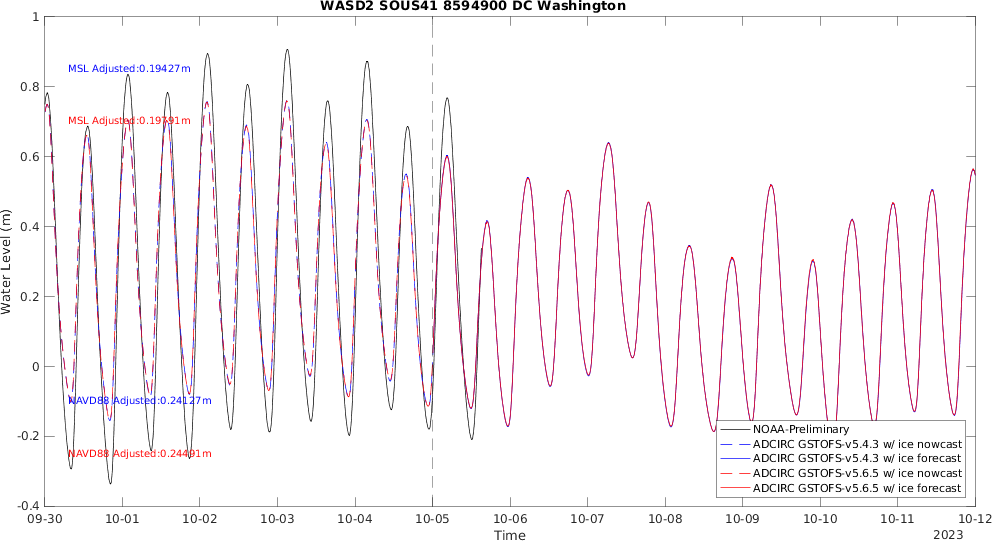 WASD2 SOUS41 8594900 DC Washington
1
0.8
0.6
0.4
0.2
0
-0.2
-0.4
Water Level (m)
MSL Adjusted:0.19427m
MSL Adjusted:0.19791m
NAVD88 Adjusted:0.24127m
NAVD88 Adjusted:0.24491m
NOAA-Preliminary
ADCIRC GSTOFS-v5.4.3 w/ ice nowcast
ADCIRC GSTOFS-v5.4.3 w/ ice forecast
ADCIRC GSTOFS-v5.6.5 w/ ice nowcast
ADCIRC GSTOFS-v5.6.5 w/ ice forecast
09-30 10-01 10-02 10-03 10-04 10-05 10-06 10-07 10-08 10-09 10-10 10-11 10-12
Time
2023